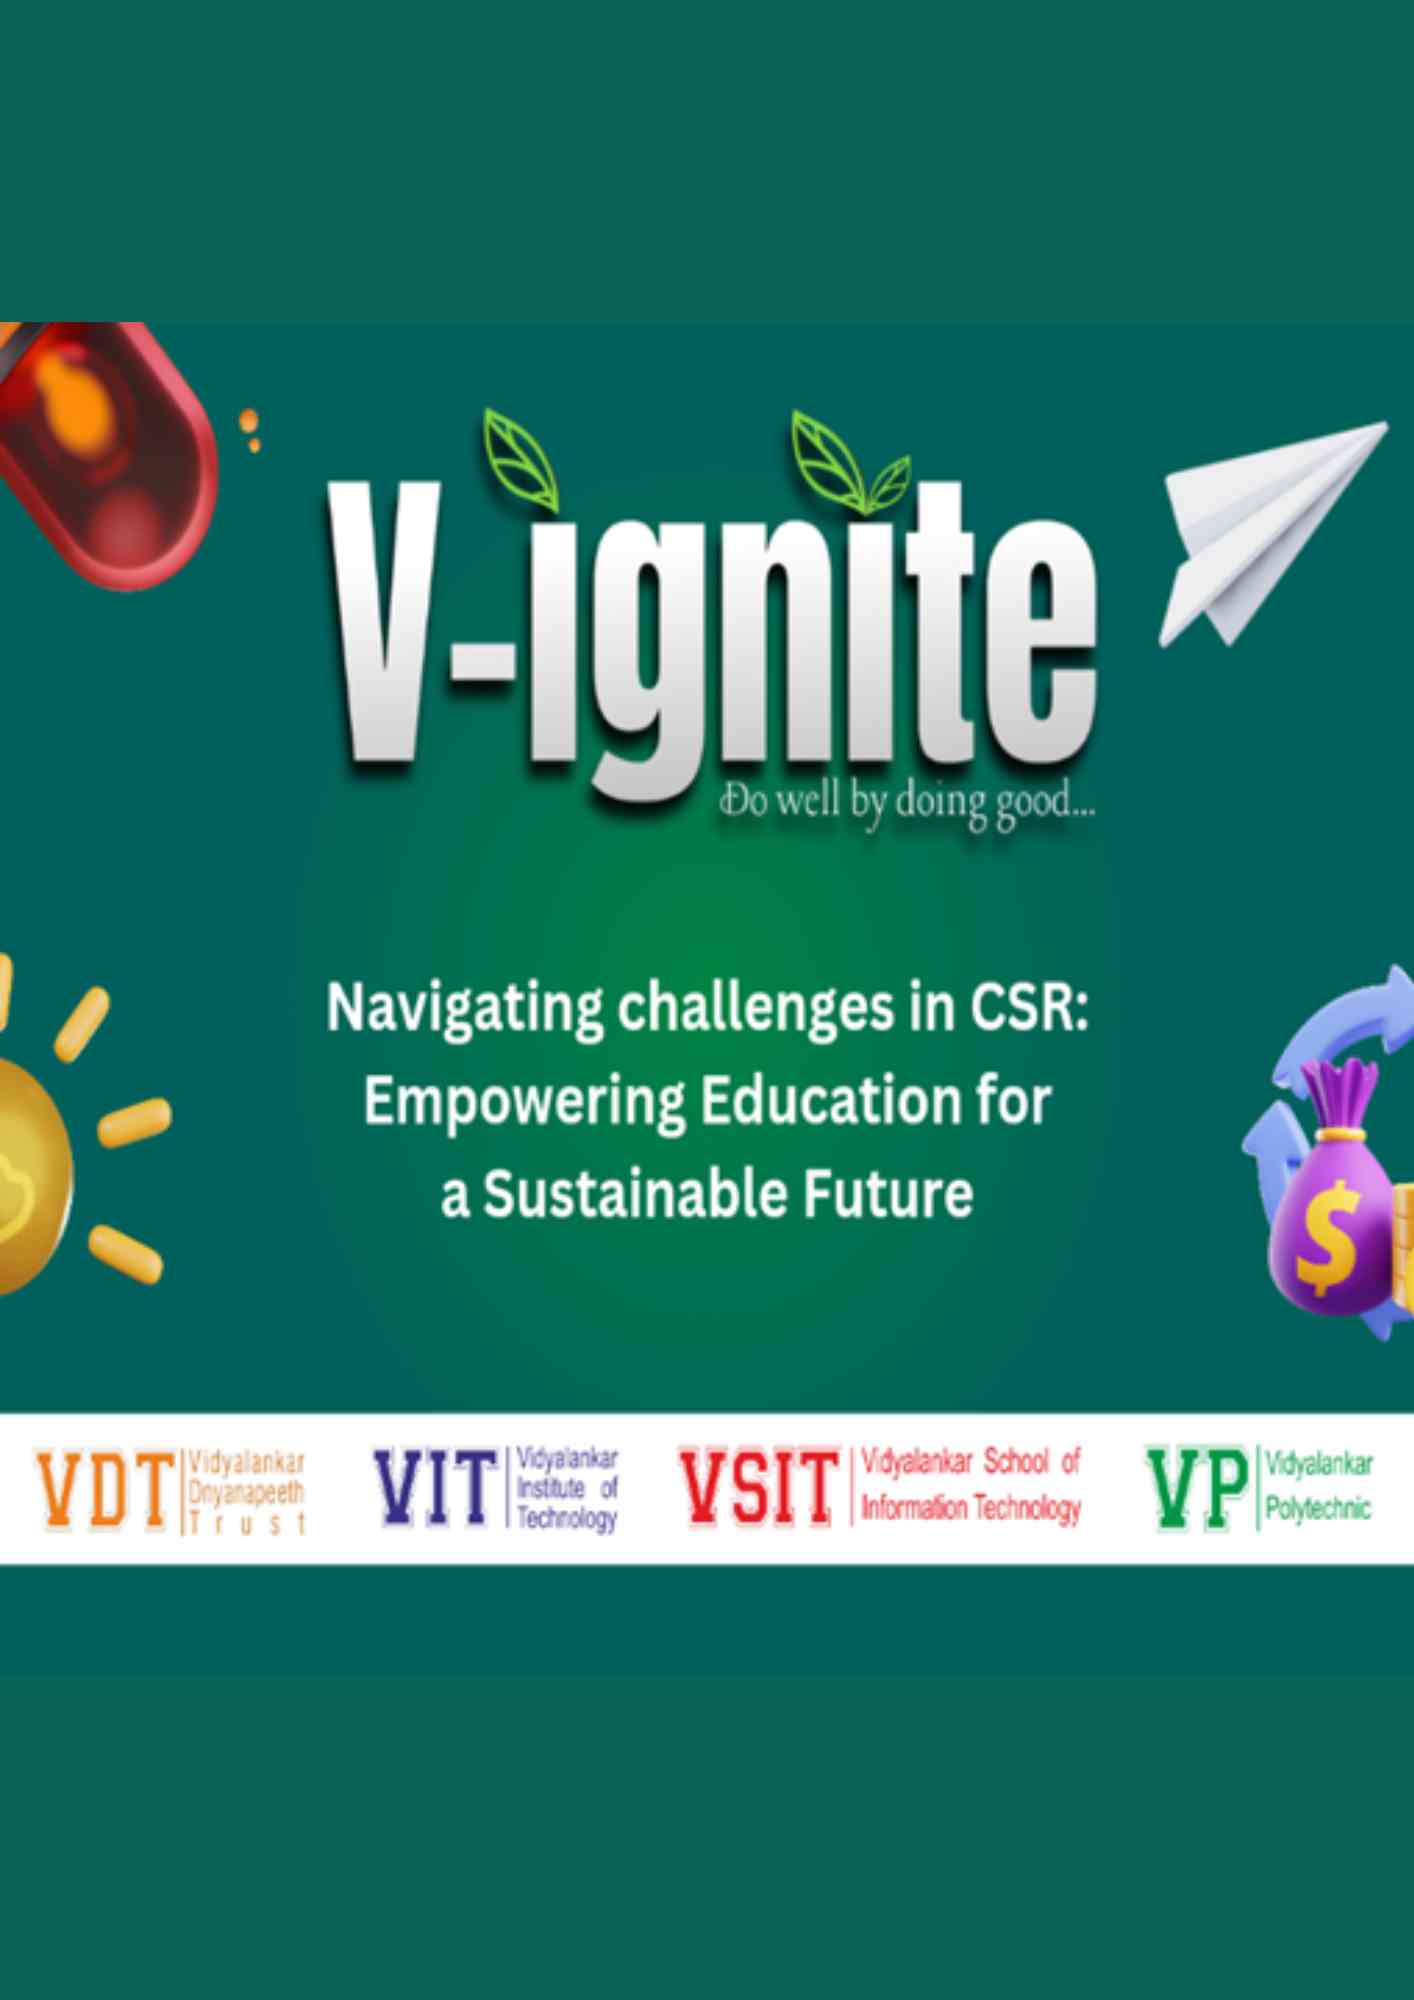 V-ignite
Do well by doing good...
Navigating challenges in CSR:
Empowering Education for
a Sustainable Future
VDT
Vidyalankar
Dnyanapeeth
Trust
VIT
Vidyalankar
Institute of
Technology
VSIT
Vidyalankar School of
Information Technology
VP
Vidyalankar
Polytechnic
$